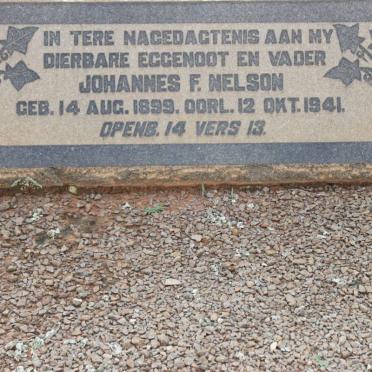 IN TERE NAGEDAGTENIS AAN MY
DIERBARE EGGENOOT EN VADER
JOHANNES F. NELSON
GEB. 14 AUG. 1899. OORL. 12 OKT. 1941.
OPENB. 14 VERS 13.